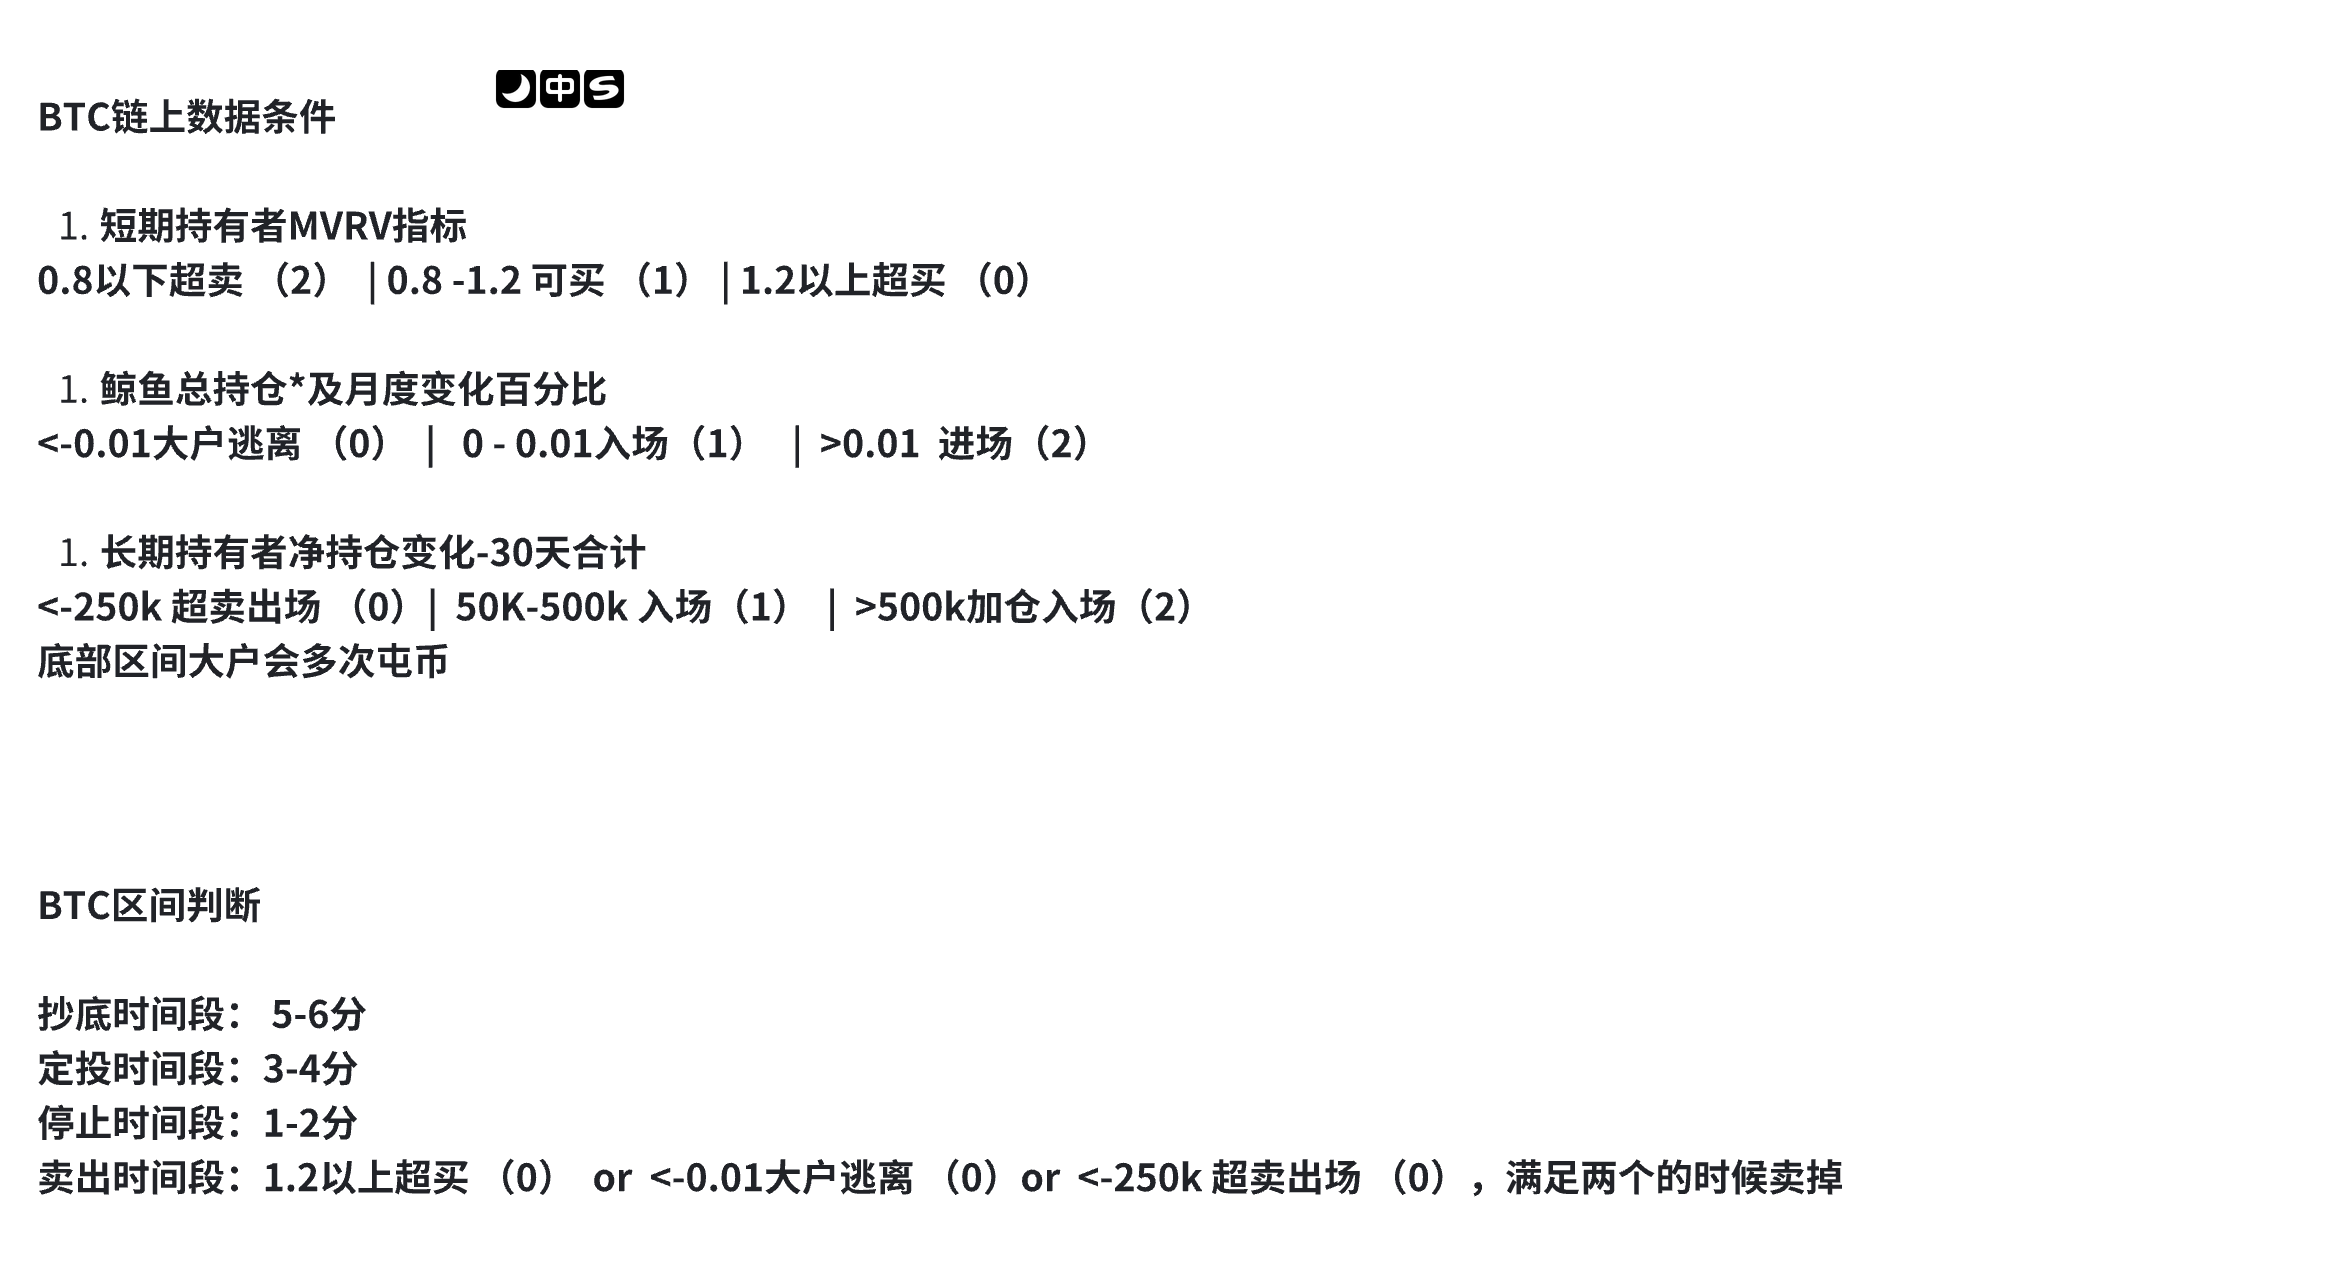 中
BTC链上数据条件
1. 短期持有者MVRV指标
0.8以下超卖 （2） | 0.8 -1.2 可买 （1） | 1.2以上超买 （0）
1. 鲸鱼总持仓*及月度变化百分比
<-0.01大户逃离 （0） | 0 - 0.01入场（1） | >0.01 进场（2）
1. 长期持有者净持仓变化-30天合计
<-250k 超卖出场 （0）| 50K-500k 入场（1） | >500k加仓入场（2）
底部区间大户会多次屯币
BTC区间判断
抄底时间段： 5-6分
定投时间段：3-4分
停止时间段：1-2分
卖出时间段：1.2以上超买 （0） or <-0.01大户逃离 （0）or <-250k 超卖出场 （0），满足两个的时候卖掉